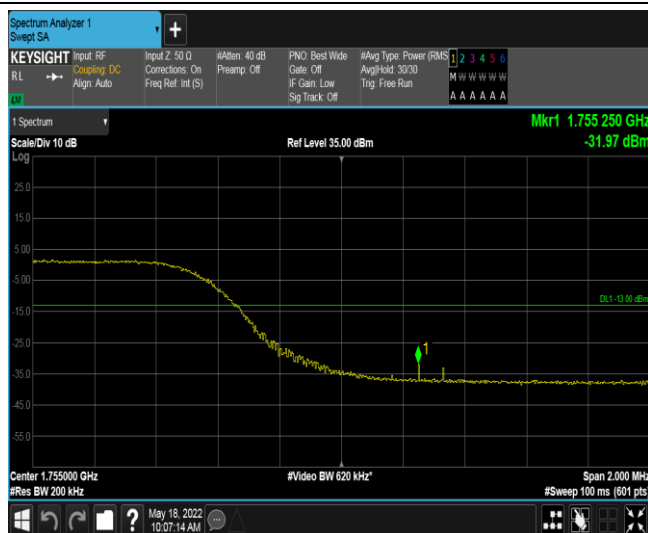 Spectrum Analyzer 1
Swept SA
+
KEYSIGHT Input: RF Input Z: 50 Ω #Atten: 40 dB PNO: Best Wide #Avg Type: Power (RMS 1 2 3 4 5 6
RL Coupling: DC Corrections: On Preamp: Off Gate: Off Avg|Hold: 30/30 M W W W W W
Align: Auto Freq Ref: Int (S) IF Gain: Low Trig: Free Run
Sig Track: Off A A A A A A
LXI
1 Spectrum Mkr1 1.755 250 GHz
Scale/Div 10 dB Ref Level 35.00 dBm -31.97 dBm
Log
25.0
15.0
5.00
-5.00
DL1 -13.00 dBm
-15.0
-25.0
1
-35.0
-45.0
-55.0
Center 1.755000 GHz #Video BW 620 kHz* Span 2.000 MHz
#Res BW 200 kHz #Sweep 100 ms (601 pts)
? May 18, 2022
10:07:14 AM